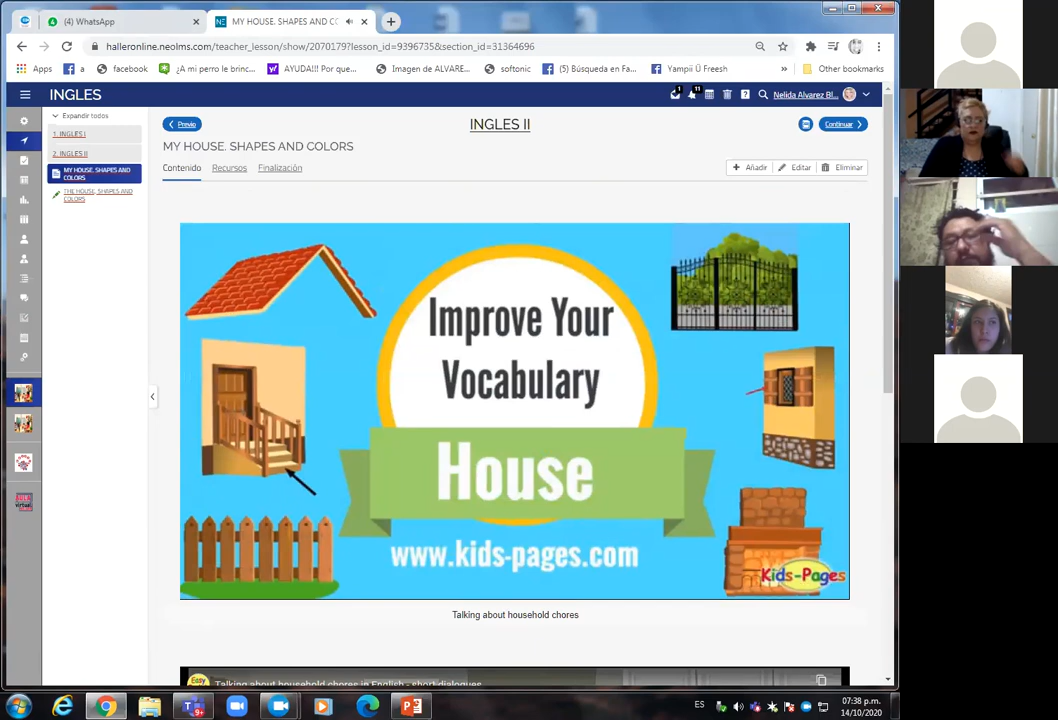 (4) WhatsApp
MY HOUSE. SHAPES AND CO
halleronline.neolms.com/teacher_lesson/show/2070179?lesson_id=9396735&section_id=31364696
Apps
a
facebook
¿A mi perro le brinc...
AYUDA!!! Por que...
Imagen de ALVARE...
softonic
(5) Búsqueda en Fa...
Yampii Ü Freesh
»
Other bookmarks
INGLES
1
11
Nelida Alvarez Bl...
Expandir todos
1. INGLES I
2. INGLES II
MY HOUSE. SHAPES AND
COLORS
THE HOUSE, SHAPES AND
COLORS
Previo
INGLES II
Continuar
MY HOUSE. SHAPES AND COLORS
Contenido
Recursos
Finalización
Añadir
Editar
Eliminar
Improve Your
Vocabulary
House
www.kids-pages.com
Kids-Pages
Talking about household chores
Easy
Talking about household chores in English - short dialogues
ES
07:38 p.m.
14/10/2020